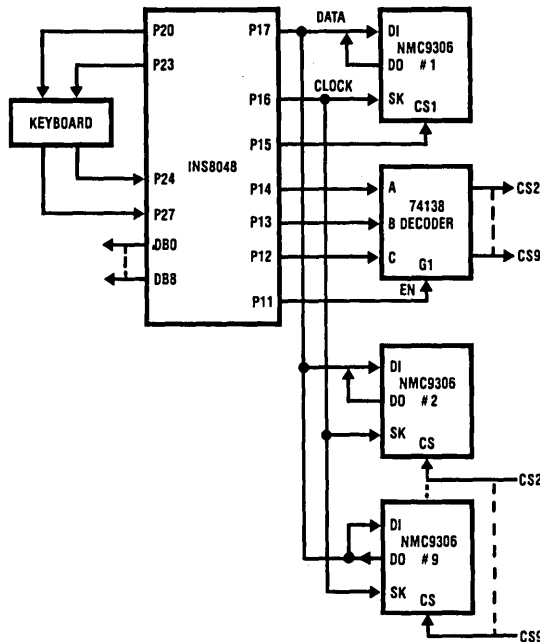 P20
P23
KEYBOARD
P24
P27
DB0
DB8
INS8048
P17
P16
P15
P14
P13
P12
P11
DATA
CLOCK
DI
DO
NMC9306
#1
SK
CS1
A
B
C
74138
DECODER
G1
EN
CS2
CS9
DI
DO
NMC9306
#2
SK
CS
CS2
DI
DO
NMC9306
#9
SK
CS
CS9